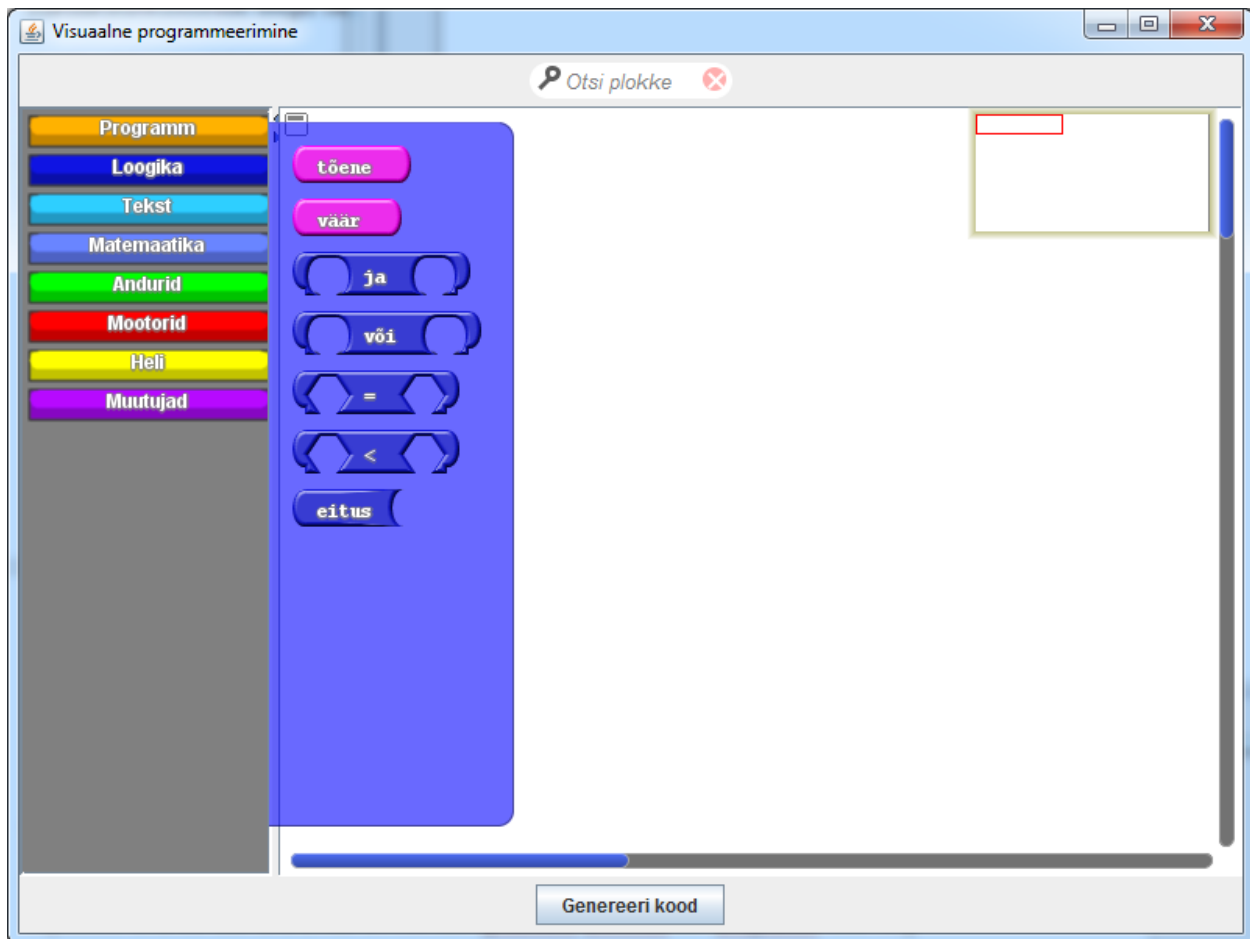 Visuaalne programmeerimine
Otsi plokke
Programm
Loogika
Tekst
Matemaatika
Andurid
Mootorid
Heli
Muutujad
tõene
väär
ja
või
=
<
eitus
Genereeri kood